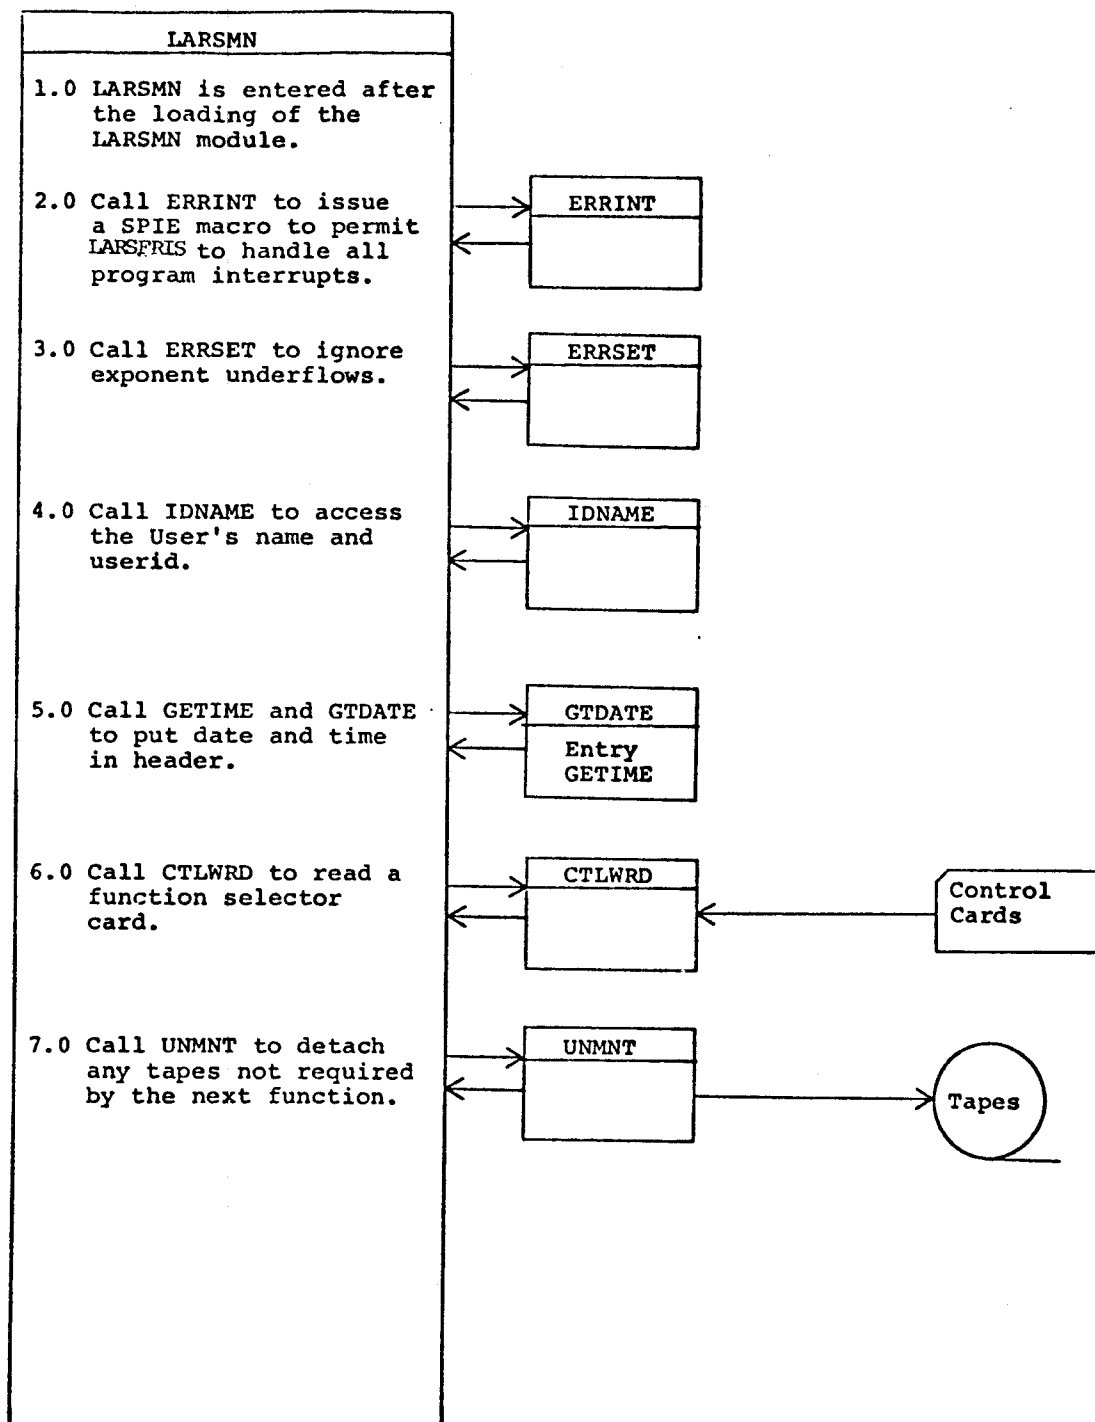 LARSMN
1.0 LARSMN is entered after
the loading of the
LARSMN module.
2.0 Call ERRINT to issue
a SPIE macro to permit
LARSFRIS to handle all
program interrupts.
ERRINT
3.0 Call ERRSET to ignore
exponent underflows.
ERRSET
4.0 Call IDNAME to access
the User's name and
userid.
IDNAME
5.0 Call GETIME and GTDATE
to put date and time
in header.
GTDATE
Entry
GETIME
6.0 Call CTLWRD to read a
function selector
card.
CTLWRD
Control
Cards
7.0 Call UNMNT to detach
any tapes not required
by the next function.
UNMNT
Tapes